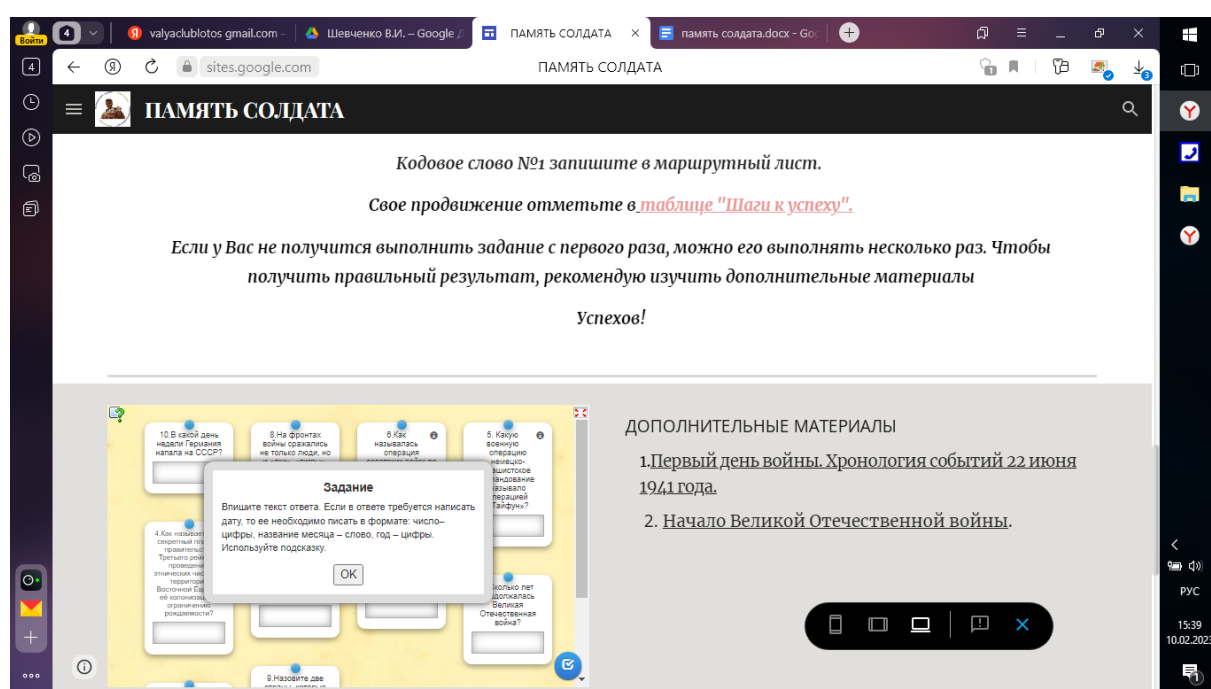 Войти
4
valyaclublotos gmail.com –
Шевченко В.И. – Google Д
ПАМЯТЬ СОЛДАТА
память солдата.docx - Goo
4
sites.google.com
ПАМЯТЬ СОЛДАТА
ПАМЯТЬ СОЛДАТА
Кодовое слово №1 запишите в маршрутный лист.
Свое продвижение отметьте в таблице "Шаги к успеху".
Если у Вас не получится выполнить задание с первого раза, можно его выполнять несколько раз. Чтобы
получить правильный результат, рекомендую изучить дополнительные материалы
Успехов!
10.В какой день
недели Германия
напала на СССР?
8.На фронтах
войны сражались
не только люди, но
6.Как
называлась
операция
5. Какую
военную
операцию
немецко-
командование
называло
операцией
«Тайфун»?
Задание
Впишите текст ответа. Если в ответе требуется написать
дату, то ее необходимо писать в формате: число–
цифры, название месяца – слово, год – цифры.
Используйте подсказку.
OK
4.Как называет
секретный
правительс
Третьего рей
проведени
этнических чис
территори
Восточной Ев
её колониза
ограничению
рождаемости?
Сколько лет
продолжалась
Великая
Отечественная
война?
9.Назовите две
страны, которые
ДОПОЛНИТЕЛЬНЫЕ МАТЕРИАЛЫ
1.Первый день войны. Хронология событий 22 июня
1941 года.
2. Начало Великой Отечественной войны.
РУС
15:39
10.02.2023
1